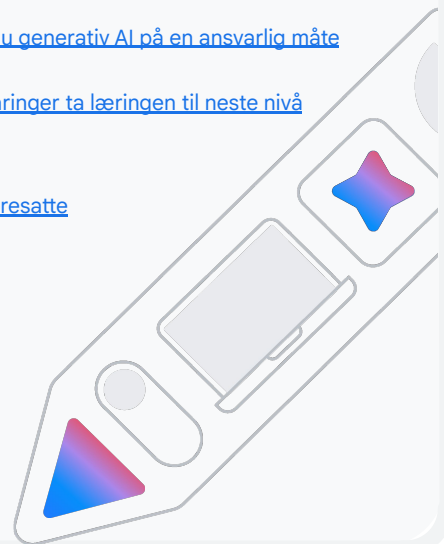 u generativ AI på en ansvarlig måte
ringer ta læringen til neste nivå
resatte